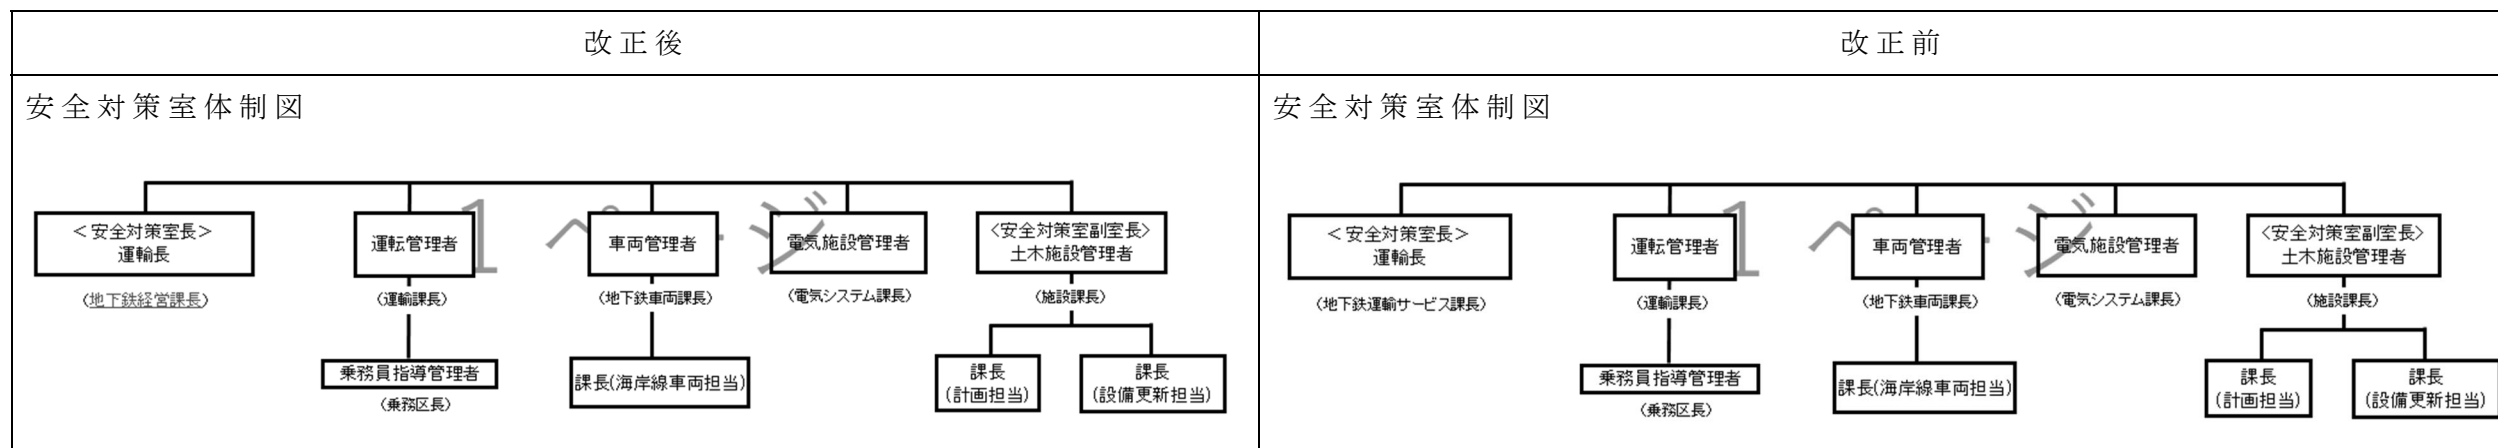 改正後
安全対策室体制図
＜安全対策室長＞
運輸長
〈地下鉄経営課長〉
運転管理者
〈運輸課長〉
乗務員指導管理者
〈乗務区長〉
車両管理者
〈地下鉄車両課長〉
課長(海岸線車両担当)
電気施設管理者
〈電気システム課長〉
〈安全対策室副室長〉
土木施設管理者
〈施設課長〉
課長
(計画担当)
課長
(設備更新担当)
1 ページ
改正前
安全対策室体制図
＜安全対策室長＞
運輸長
〈地下鉄運輸サービス課長〉
運転管理者
〈運輸課長〉
乗務員指導管理者
〈乗務区長〉
車両管理者
〈地下鉄車両課長〉
課長(海岸線車両担当)
電気施設管理者
〈電気システム課長〉
〈安全対策室副室長〉
土木施設管理者
〈施設課長〉
課長
(計画担当)
課長
(設備更新担当)
1 ページ